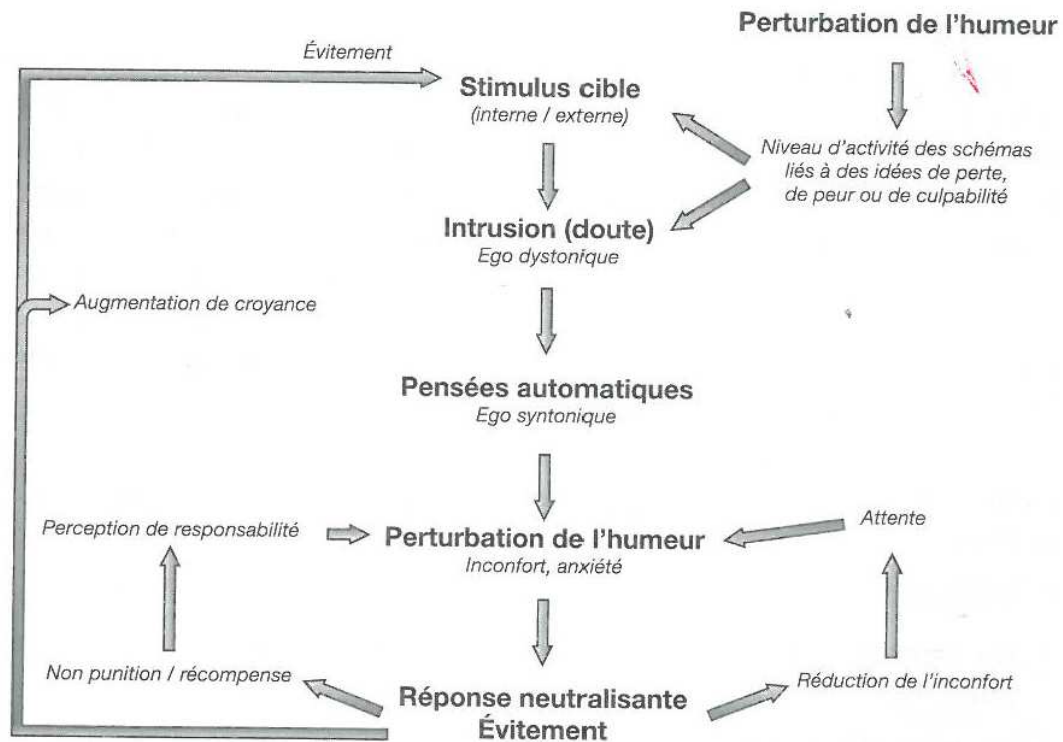 Perturbation de l'humeur
Évitement
Stimulus cible
(interne / externe)
Niveau d'activité des schémas
liés à des idées de perte,
de peur ou de culpabilité
Intrusion (doute)
Ego dystonique
Augmentation de croyance
Pensées automatiques
Ego syntonique
Perception de responsabilité
Perturbation de l'humeur
Inconfort, anxiété
Attente
Non punition / récompense
Réponse neutralisante
Évitement
Réduction de l'inconfort